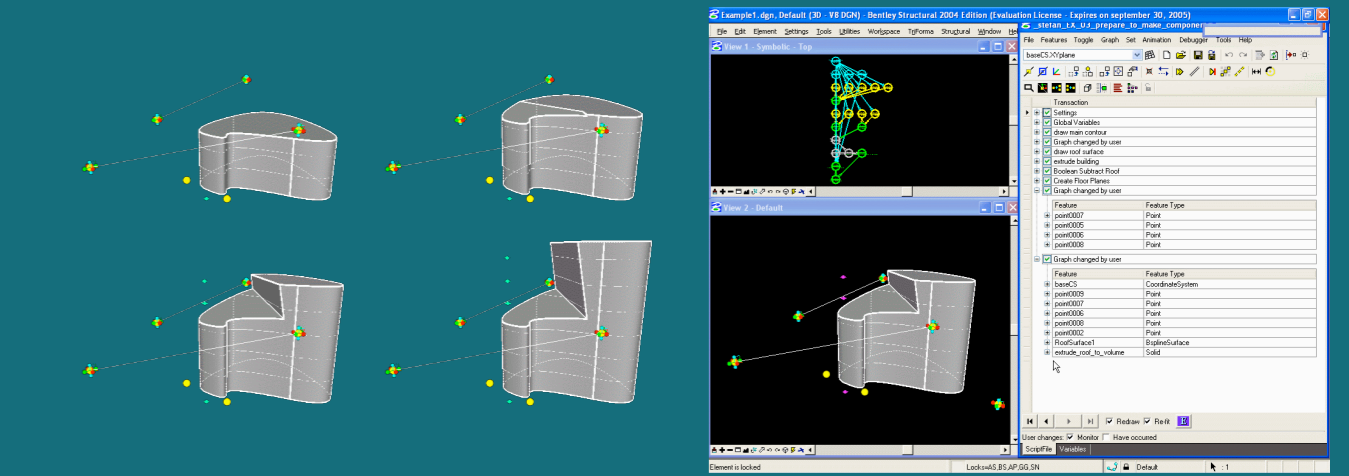 Example1.dgn, Default (3D - V8 DGN) - Bentley Structural 2004 Edition (Evaluation License - Expires on september 30, 2005)
File Edit Element Settings Tools Utilities Workspace TriForma Structural Window He
View 1 - Symbolic - Top
View 2 - Default
Element is locked
Locks=AS,BS,AP,GG,SN
Default
: 1
_stefan_EX_03_prepare_to_make_componen
File Features Toggle Graph Set Animation Debugger Tools Help
baseCS.XYplane
Transaction
Settings
Global Variables
draw main contour
Graph changed by user
draw roof surface
extrude building
Boolean Subtract Roof
Create Floor Planes
Graph changed by user
Feature Feature Type
point0007 Point
point0005 Point
point0006 Point
point0008 Point
Graph changed by user
Feature Feature Type
baseCS CoordinateSystem
point0009 Point
point0007 Point
point0006 Point
point0008 Point
point0002 Point
RoofSurface1 BsplineSurface
extrude_roof_to_volume Solid
Redraw Re-fit E
User changes: Monitor Have occured
ScriptFile Variables